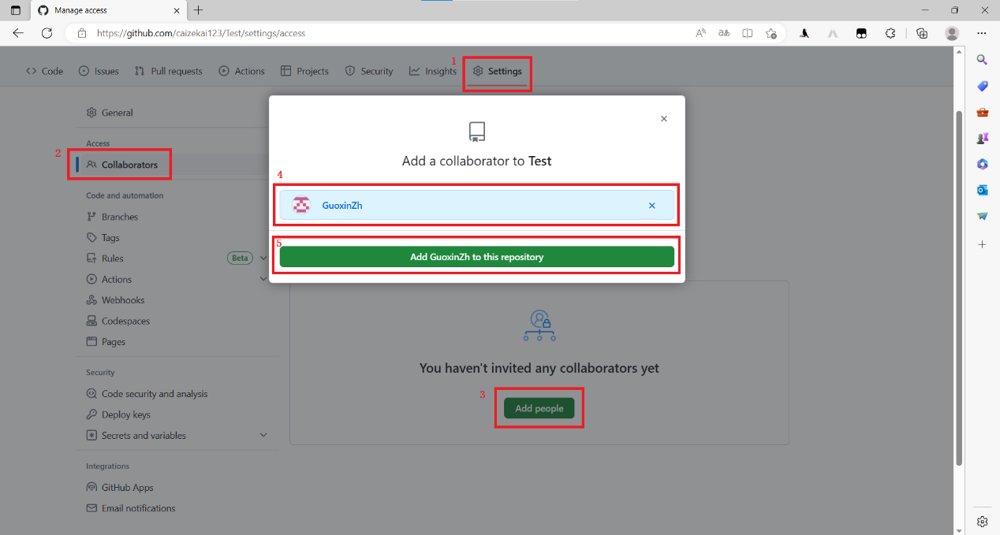 Manage access
https://github.com/caizekai123/Test/settings/access
Code
Issues
Pull requests
Actions
Projects
Security
Insights
1
Settings
General
Access
2
Collaborators
Code and automation
Branches
Tags
Rules
Beta
Actions
Webhooks
Codespaces
Pages
Security
Code security and analysis
Deploy keys
Secrets and variables
Integrations
GitHub Apps
Email notifications
Add a collaborator to Test
4
GuoxinZh
5
Add GuoxinZh to this repository
You haven't invited any collaborators yet
3
Add people